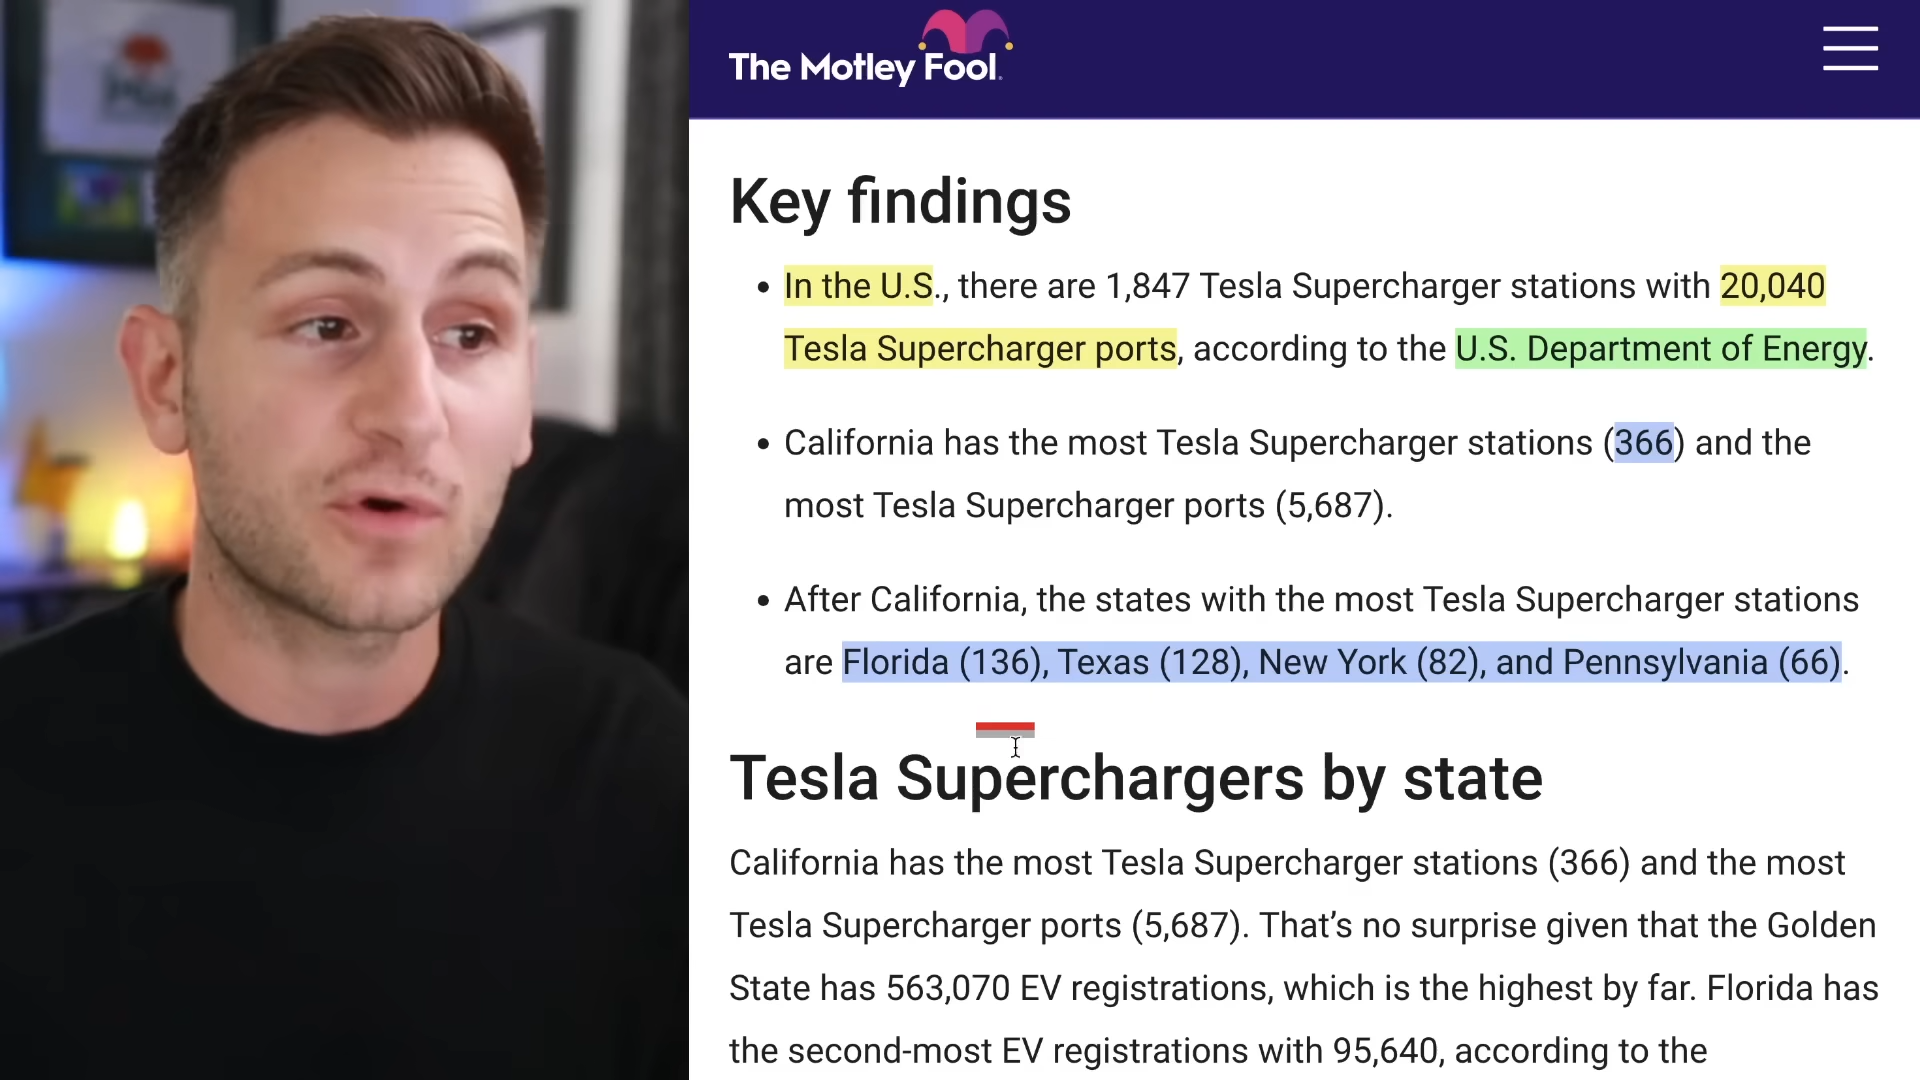 The Motley Fool.
Key findings
• In the U.S., there are 1,847 Tesla Supercharger stations with 20,040
Tesla Supercharger ports, according to the U.S. Department of Energy.
• California has the most Tesla Supercharger stations (366) and the
most Tesla Supercharger ports (5,687).
• After California, the states with the most Tesla Supercharger stations
are Florida (136), Texas (128), New York (82), and Pennsylvania (66).
Tesla Superchargers by state
California has the most Tesla Supercharger stations (366) and the most
Tesla Supercharger ports (5,687). That’s no surprise given that the Golden
State has 563,070 EV registrations, which is the highest by far. Florida has
the second-most EV registrations with 95,640, according to the